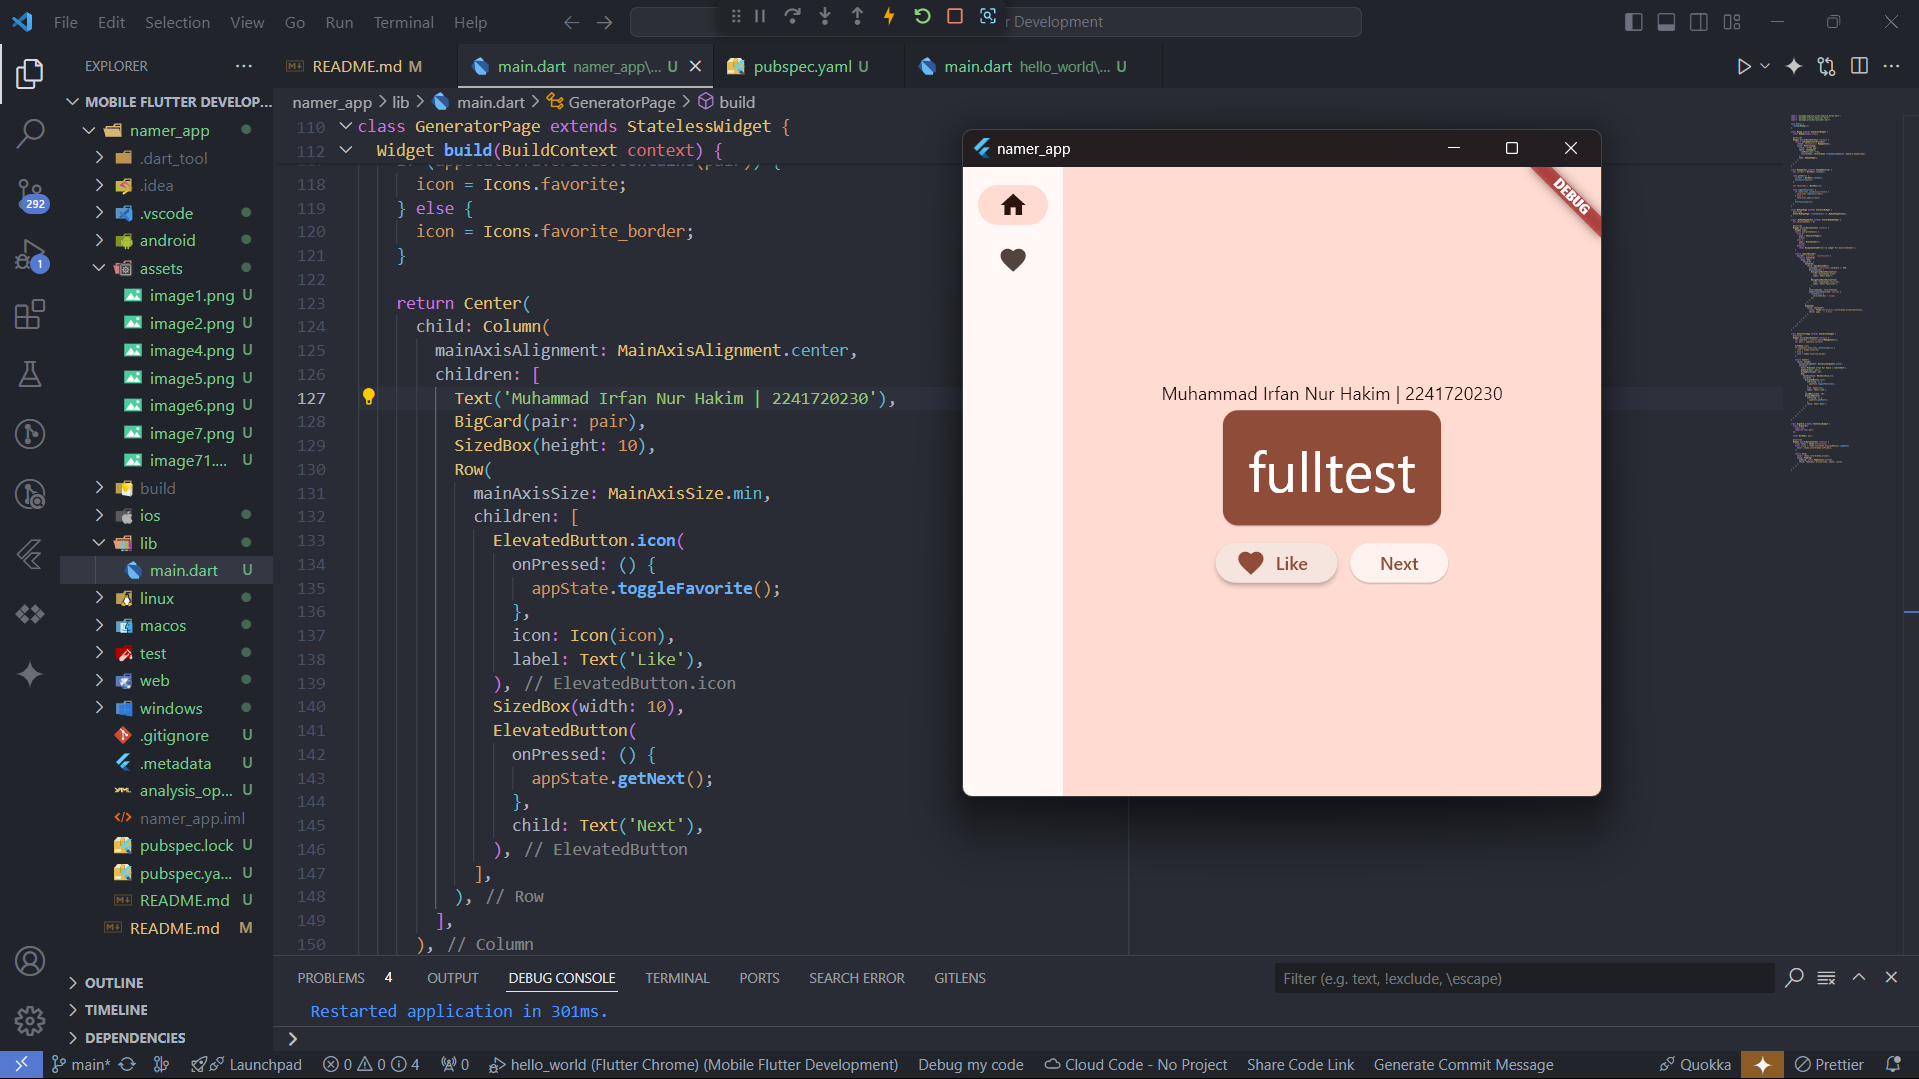 File Edit Selection View Go Run Terminal Help
r Development
EXPLORER
README.md M
main.dart namer_app\... U
pubspec.yaml U
main.dart hello_world\... U
MOBILE FLUTTER DEVELOP...
namer_app
.dart_tool
.idea
.vscode
android
assets
image1.png U
image2.png U
image4.png U
image5.png U
image6.png U
image7.png U
image71.... U
build
ios
lib
main.dart U
linux
macos
test
web
windows
.gitignore U
.metadata U
analysis_op... U
namer_app.iml
pubspec.lock U
pubspec.ya... U
README.md U
README.md M
OUTLINE
TIMELINE
DEPENDENCIES
292
1
namer_app > lib > main.dart > GeneratorPage > build
110 class GeneratorPage extends StatelessWidget {
112 Widget build(BuildContext context) {
118 icon = Icons.favorite;
119 } else {
120 icon = Icons.favorite_border;
121 }
122
123 return Center(
124 child: Column(
125 mainAxisAlignment: MainAxisAlignment.center,
126 children: [
127 Text('Muhammad Irfan Nur Hakim | 2241720230'),
128 BigCard(pair: pair),
129 SizedBox(height: 10),
130 Row(
131 mainAxisSize: MainAxisSize.min,
132 children: [
133 ElevatedButton.icon(
134 onPressed: () {
135 appState.toggleFavorite();
136 },
137 icon: Icon(icon),
138 label: Text('Like'),
139 ), // ElevatedButton.icon
140 SizedBox(width: 10),
141 ElevatedButton(
142 onPressed: () {
143 appState.getNext();
144 },
145 child: Text('Next'),
146 ), // ElevatedButton
147 ],
148 ), // Row
149 ],
150 ), // Column
namer_app
DEBUG
Muhammad Irfan Nur Hakim | 2241720230
fulltest
Like
Next
PROBLEMS 4 OUTPUT DEBUG CONSOLE TERMINAL PORTS SEARCH ERROR GITLENS
Filter (e.g. text, !exclude, \escape)
Restarted application in 301ms.
main* Launchpad 0 0 4 0 hello_world (Flutter Chrome) (Mobile Flutter Development) Debug my code Cloud Code - No Project Share Code Link Generate Commit Message Quokka Prettier